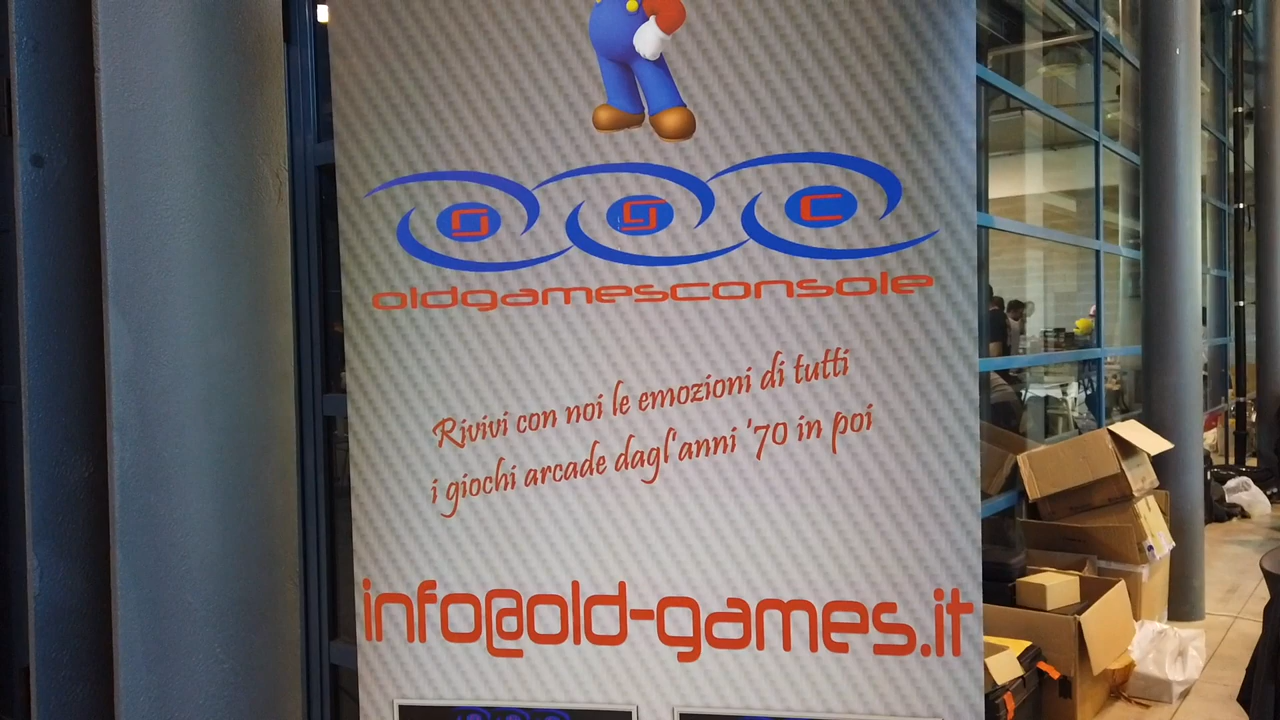 o g c
oldgamesconsole
Rivivi con noi le emozioni di tutti
i giochi arcade dagl'anni '70 in poi
info@old-games.it